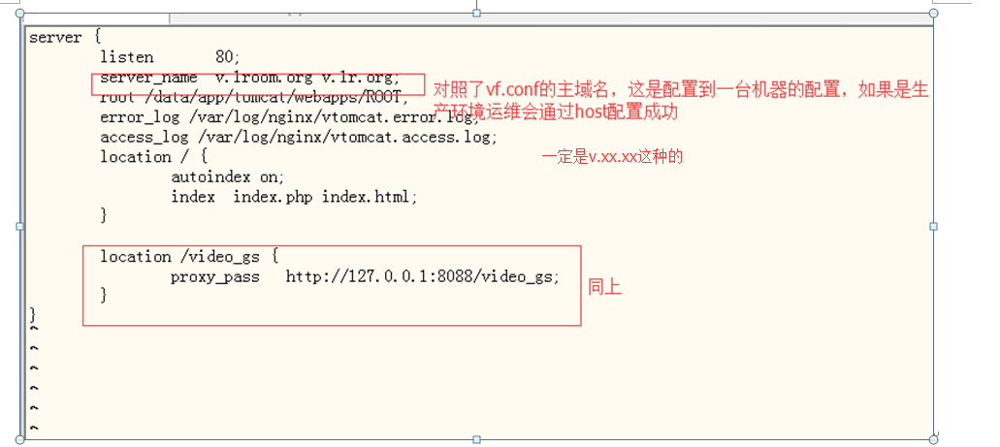 server {
listen 80;
server_name v.1room.org v.1r.org;
对照了vf.conf的主域名，这是配置到一台机器的配置，如果是生
root /data/app/tomcat/webapps/ROOT;
产环境运维会通过host配置成功
error_log /var/log/nginx/vtomcat.error.log;
access_log /var/log/nginx/vtomcat.access.log;
location / {
一定是v.xx.xx这种的
autoindex on;
index index.php index.html;
}
location /video_gs {
proxy_pass http://127.0.0.1:8088/video_gs;
同上
}
}
~
~
~
~
~
~